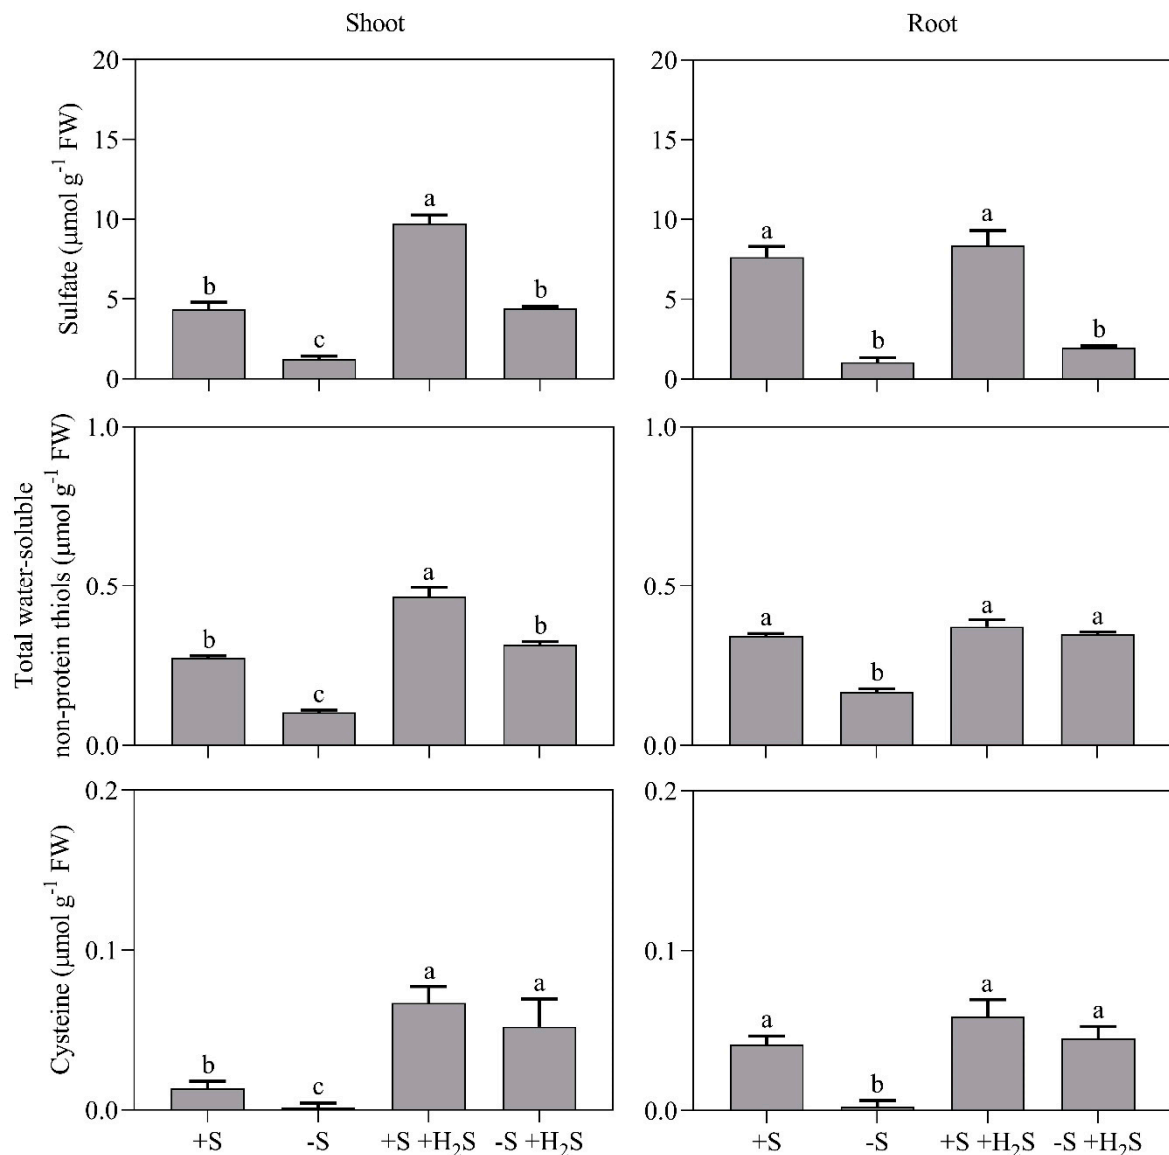 Shoot
Root
Sulfate (μmol g⁻¹ FW)
20
15
10
5
0
b
c
a
b
20
15
10
5
0
a
b
a
b
Total water-soluble
non-protein thiols (μmol g⁻¹ FW)
1.0
0.5
0.0
b
c
a
b
1.0
0.5
0.0
a
b
a
a
Cysteine (μmol g⁻¹ FW)
0.2
0.1
0.0
b
c
a
a
+S
-S
+S +H₂S
-S +H₂S
0.2
0.1
0.0
a
b
a
a
+S
-S
+S +H₂S
-S +H₂S